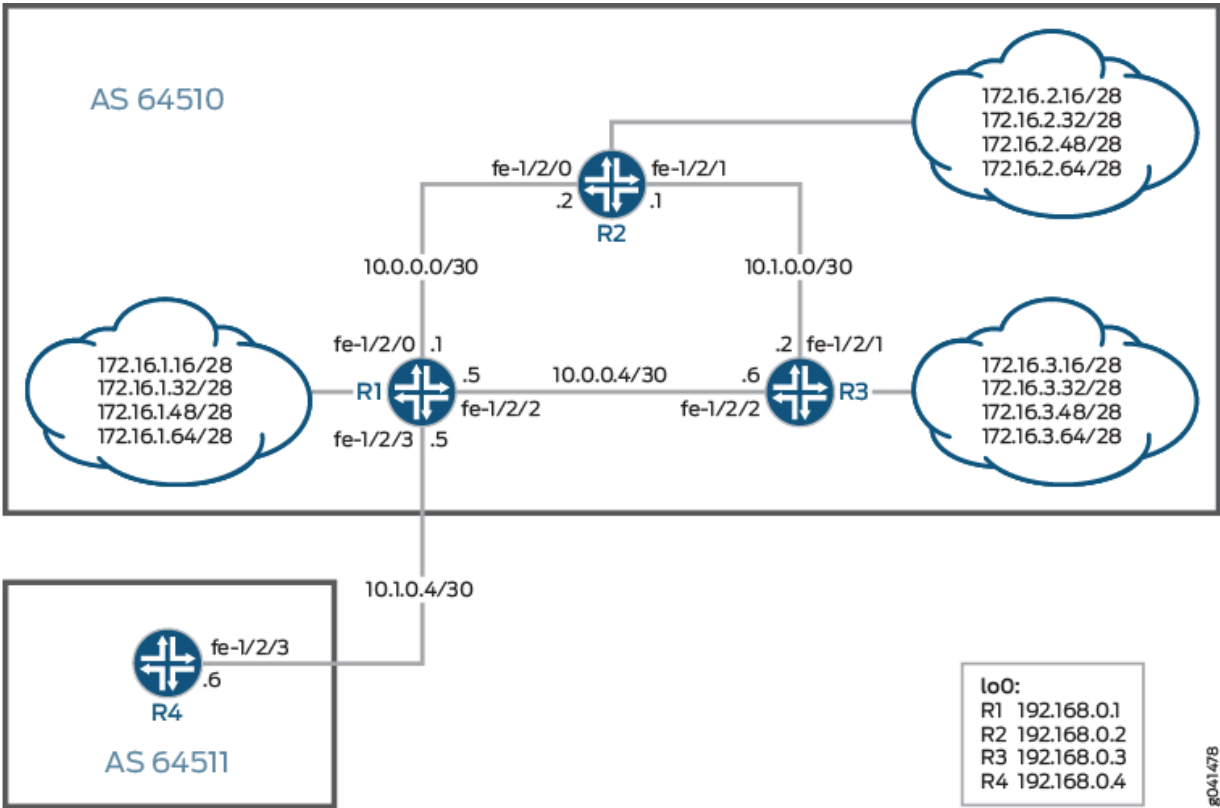 AS 64510
172.16.2.16/28
172.16.2.32/28
172.16.2.48/28
172.16.2.64/28
fe-1/2/0
fe-1/2/1
.2
.1
R2
10.0.0.0/30
10.1.0.0/30
172.16.1.16/28
172.16.1.32/28
172.16.1.48/28
172.16.1.64/28
fe-1/2/0 .1
R1
.5
fe-1/2/2
fe-1/2/3 .5
10.0.0.4/30
.2 fe-1/2/1
.6
fe-1/2/2
R3
172.16.3.16/28
172.16.3.32/28
172.16.3.48/28
172.16.3.64/28
10.1.0.4/30
fe-1/2/3
.6
R4
AS 64511
lo0:
R1 192.168.0.1
R2 192.168.0.2
R3 192.168.0.3
R4 192.168.0.4
g041478